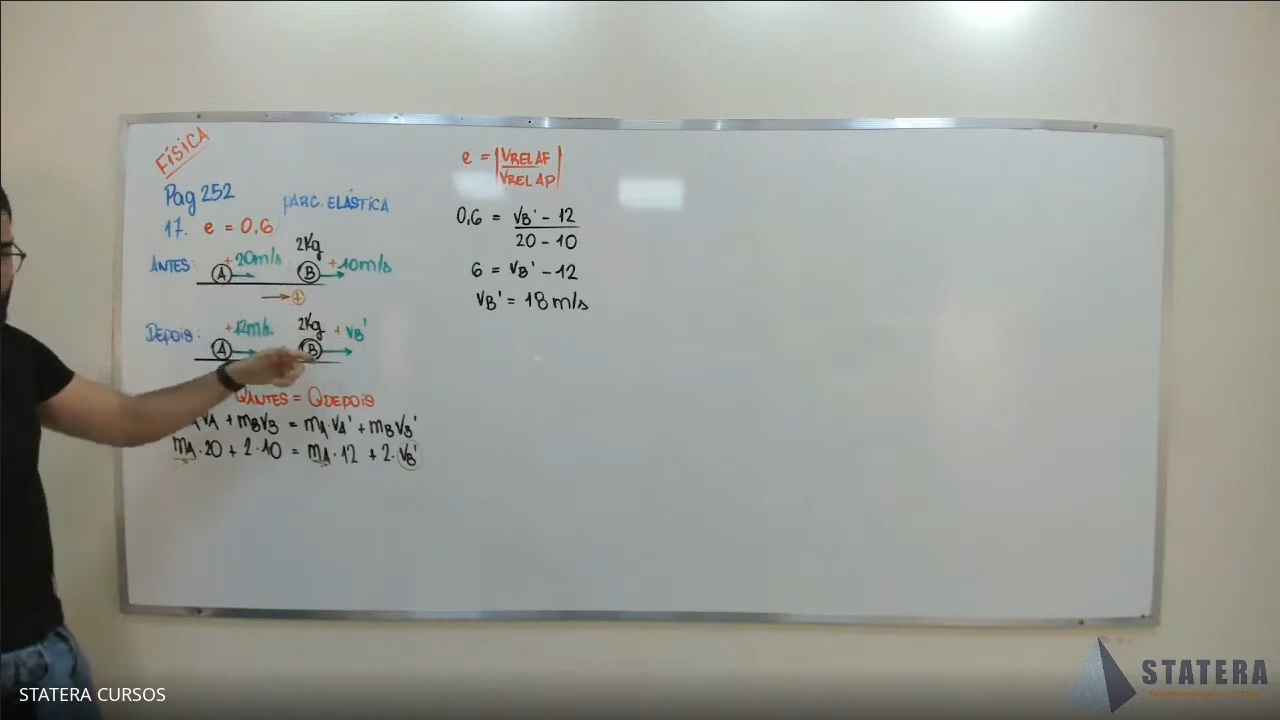 FÍSICA
Pag 252
PARC. ELÁSTICA
17. e = 0,6
2Kg
ANTES: +20m/s +10m/s
A B
→ +
2Kg
DEPOIS: +12m/s + VB'
A B
QANTES = QDEPOIS
VA + mBVB = mA·VA' + mBVB'
mA·20 + 2·10 = mA·12 + 2·VB'
e = |VRELAF / VRELAP|
0,6 = VB' - 12
20 - 10
6 = VB' - 12
VB' = 18 m/s
STATERA CURSOS
STATERA